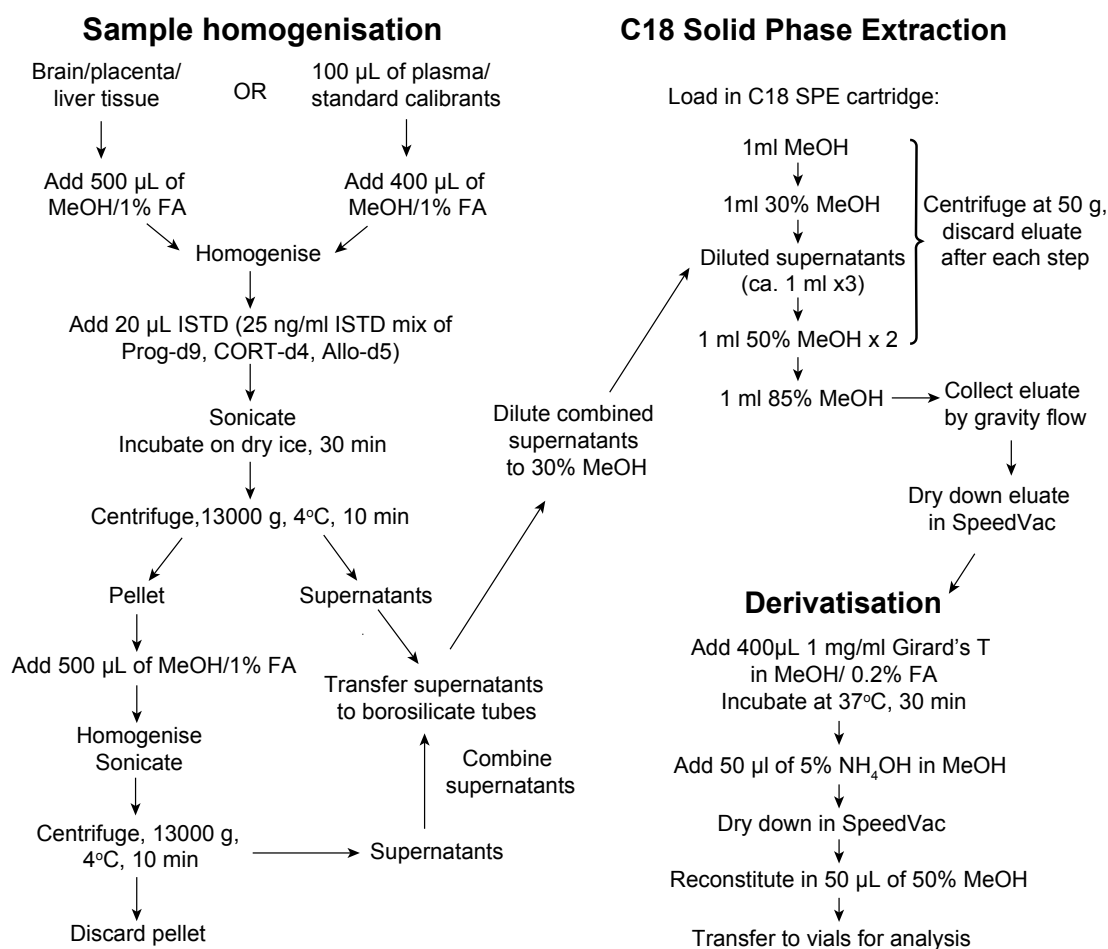 Sample homogenisation
Brain/placenta/
liver tissue
OR
100 µL of plasma/
standard calibrants
Add 500 µL of
MeOH/1% FA
Add 400 µL of
MeOH/1% FA
Homogenise
Add 20 µL ISTD (25 ng/ml ISTD mix of
Prog-d9, CORT-d4, Allo-d5)
Sonicate
Incubate on dry ice, 30 min
Centrifuge,13000 g, 4°C, 10 min
Pellet
Supernatants
Add 500 µL of MeOH/1% FA
Homogenise
Sonicate
Centrifuge, 13000 g,
4°C, 10 min
Discard pellet
Supernatants
Combine
supernatants
Transfer supernatants
to borosilicate tubes
Dilute combined
supernatants
to 30% MeOH
C18 Solid Phase Extraction
Load in C18 SPE cartridge:
1ml MeOH
1ml 30% MeOH
Diluted supernatants
(ca. 1 ml x3)
1 ml 50% MeOH x 2
Centrifuge at 50 g,
discard eluate
after each step
1 ml 85% MeOH
Collect eluate
by gravity flow
Dry down eluate
in SpeedVac
Derivatisation
Add 400µL 1 mg/ml Girard's T
in MeOH/ 0.2% FA
Incubate at 37°C, 30 min
Add 50 µl of 5% NH₄OH in MeOH
Dry down in SpeedVac
Reconstitute in 50 µL of 50% MeOH
Transfer to vials for analysis